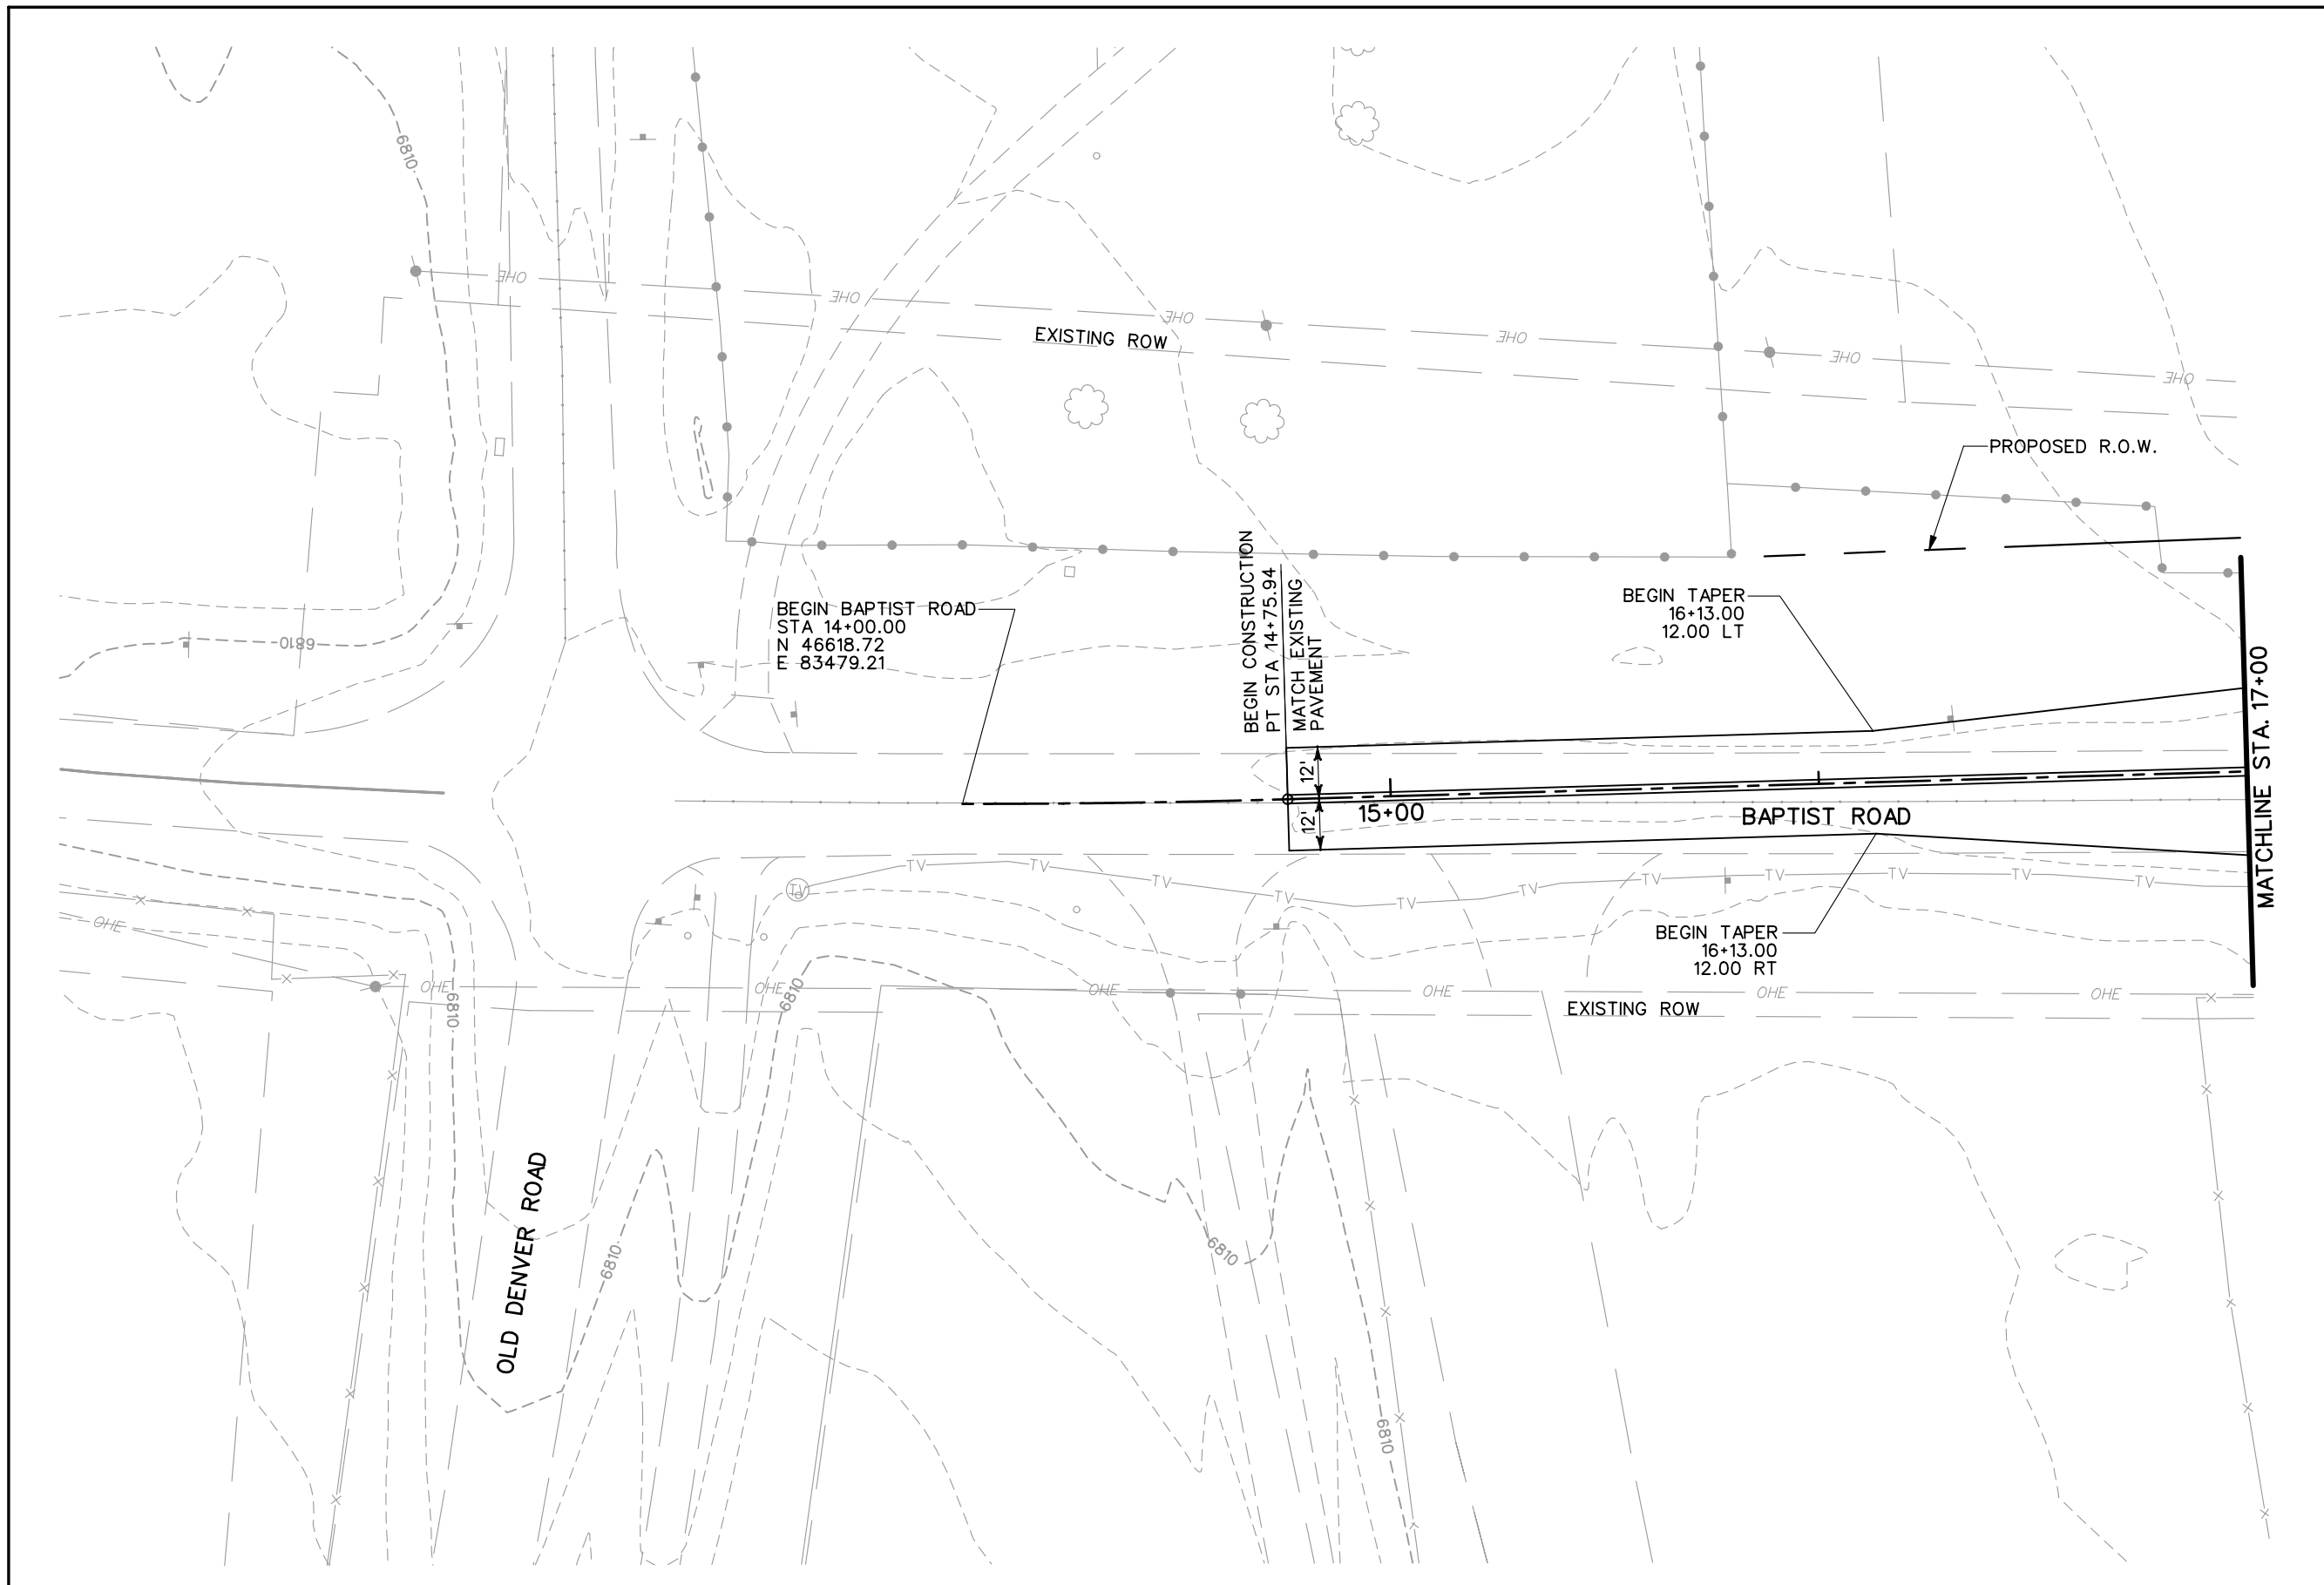 6810
OHE
OHE
OHE
EXISTING ROW
OHE
OHE
OHE
PROPOSED R.O.W.
BEGIN CONSTRUCTION
PT STA 14+75.94
MATCH EXISTING
PAVEMENT
BEGIN TAPER
16+13.00
12.00 LT
BEGIN BAPTIST ROAD
STA 14+00.00
N 46618.72
E 83479.21
6810
MATCHLINE STA. 17+00
12'
12'
15+00
BAPTIST ROAD
TV
TV
TV
TV
TV
TV
TV
TV
TV
TV
TV
TV
OHE
BEGIN TAPER
16+13.00
12.00 RT
OHE
OHE
OHE
OHE
OHE
OHE
6810
6810
EXISTING ROW
OLD DENVER ROAD
6810
6810
6810